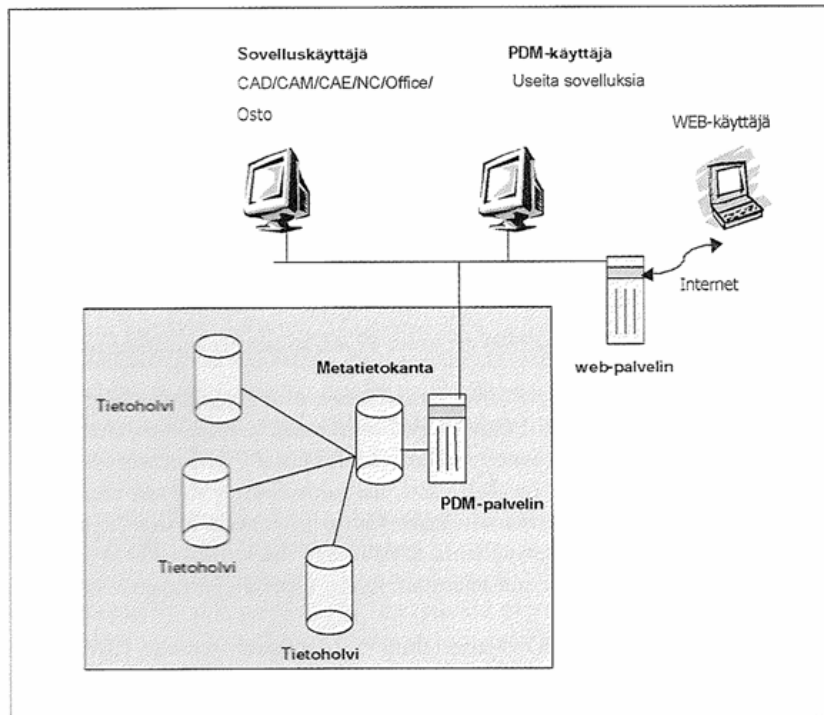 Sovelluskäyttäjä
CAD/CAM/CAE/NC/Office/
Osto
PDM-käyttäjä
Useita sovelluksia
WEB-käyttäjä
Internet
web-palvelin
Metatietokanta
Tietoholvi
PDM-palvelin
Tietoholvi
Tietoholvi